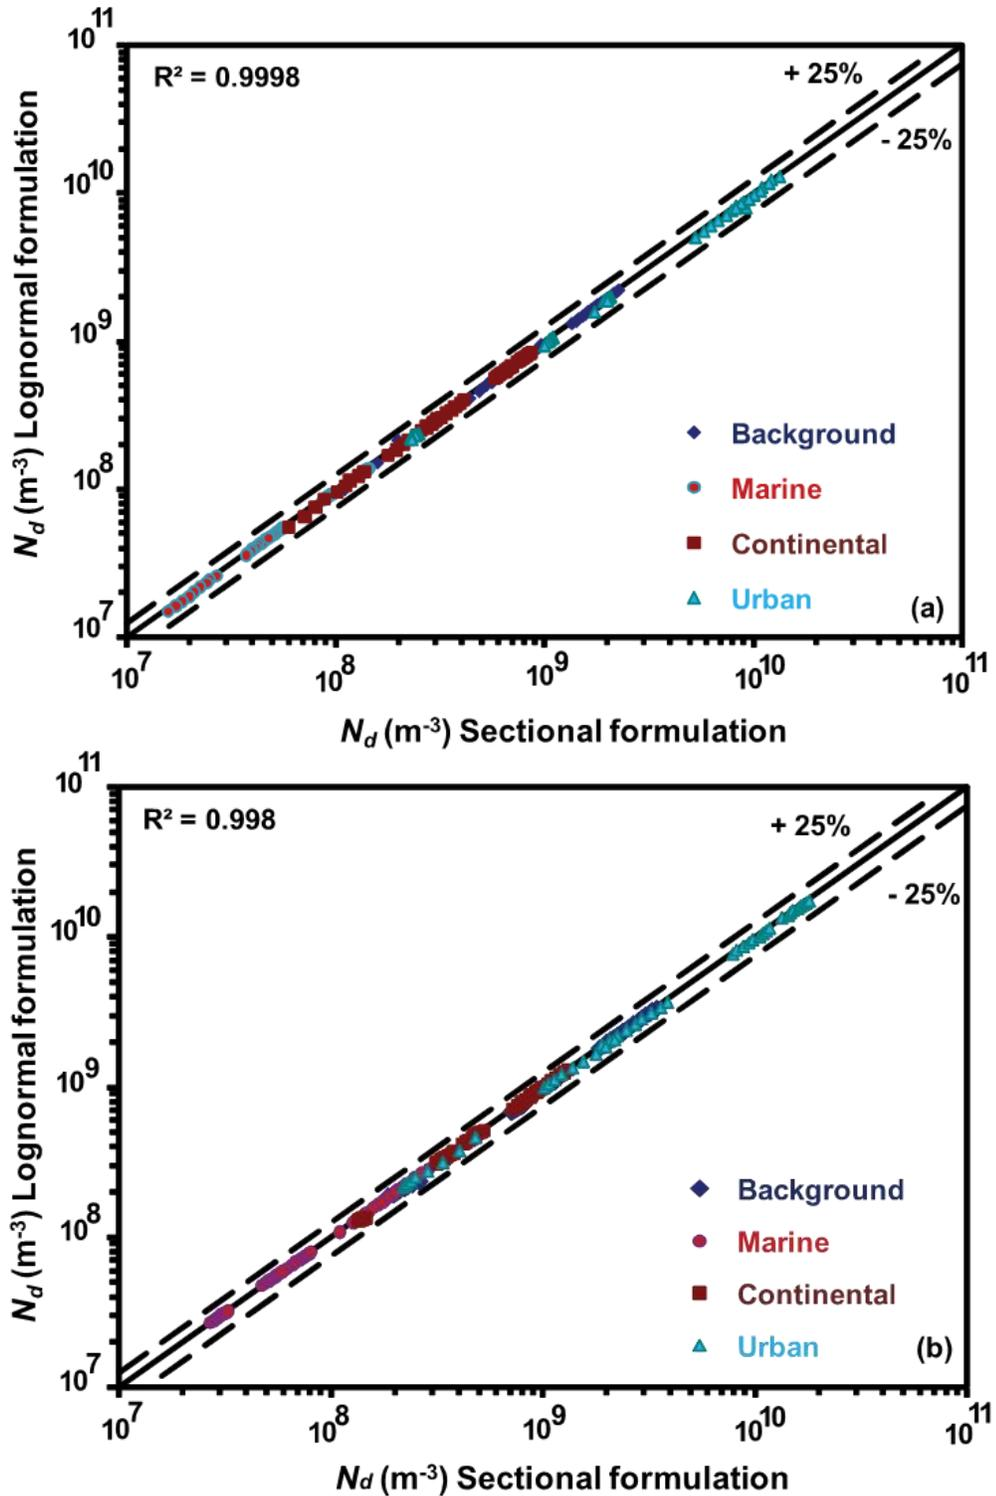 10¹¹
R² = 0.9998
+ 25%
- 25%
10¹⁰
10⁹
10⁸
10⁷
N_d (m⁻³) Lognormal formulation
Background
Marine
Continental
Urban
(a)
10⁷ 10⁸ 10⁹ 10¹⁰ 10¹¹
N_d (m⁻³) Sectional formulation
10¹¹
R² = 0.998
+ 25%
- 25%
10¹⁰
10⁹
10⁸
10⁷
N_d (m⁻³) Lognormal formulation
Background
Marine
Continental
Urban
(b)
10⁷ 10⁸ 10⁹ 10¹⁰ 10¹¹
N_d (m⁻³) Sectional formulation